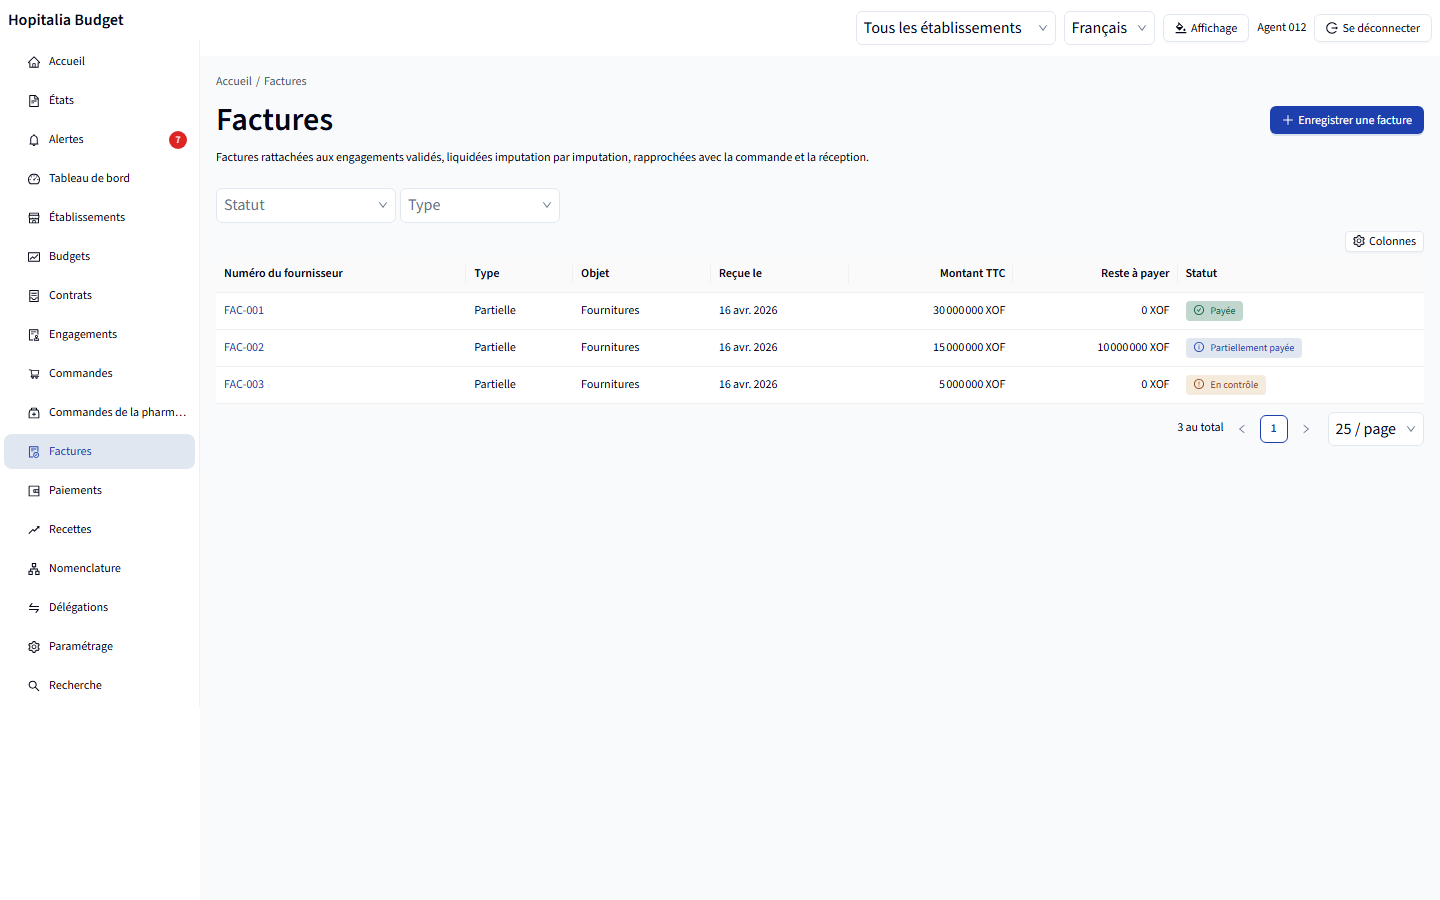 Hopitalia Budget
Tous les établissements
Français
Affichage
Agent 012
Se déconnecter
Accueil
États
Alertes
7
Tableau de bord
Établissements
Budgets
Contrats
Engagements
Commandes
Commandes de la pharm…
Factures
Paiements
Recettes
Nomenclature
Délégations
Paramétrage
Recherche
Accueil / Factures
Factures
Enregistrer une facture
Factures rattachées aux engagements validés, liquidées imputation par imputation, rapprochées avec la commande et la réception.
Statut
Type
Colonnes
Numéro du fournisseur Type Objet Reçue le Montant TTC Reste à payer Statut
FAC-001 Partielle Fournitures 16 avr. 2026 30 000 000 XOF 0 XOF Payée
FAC-002 Partielle Fournitures 16 avr. 2026 15 000 000 XOF 10 000 000 XOF Partiellement payée
FAC-003 Partielle Fournitures 16 avr. 2026 5 000 000 XOF 0 XOF En contrôle
3 au total
1
25 / page